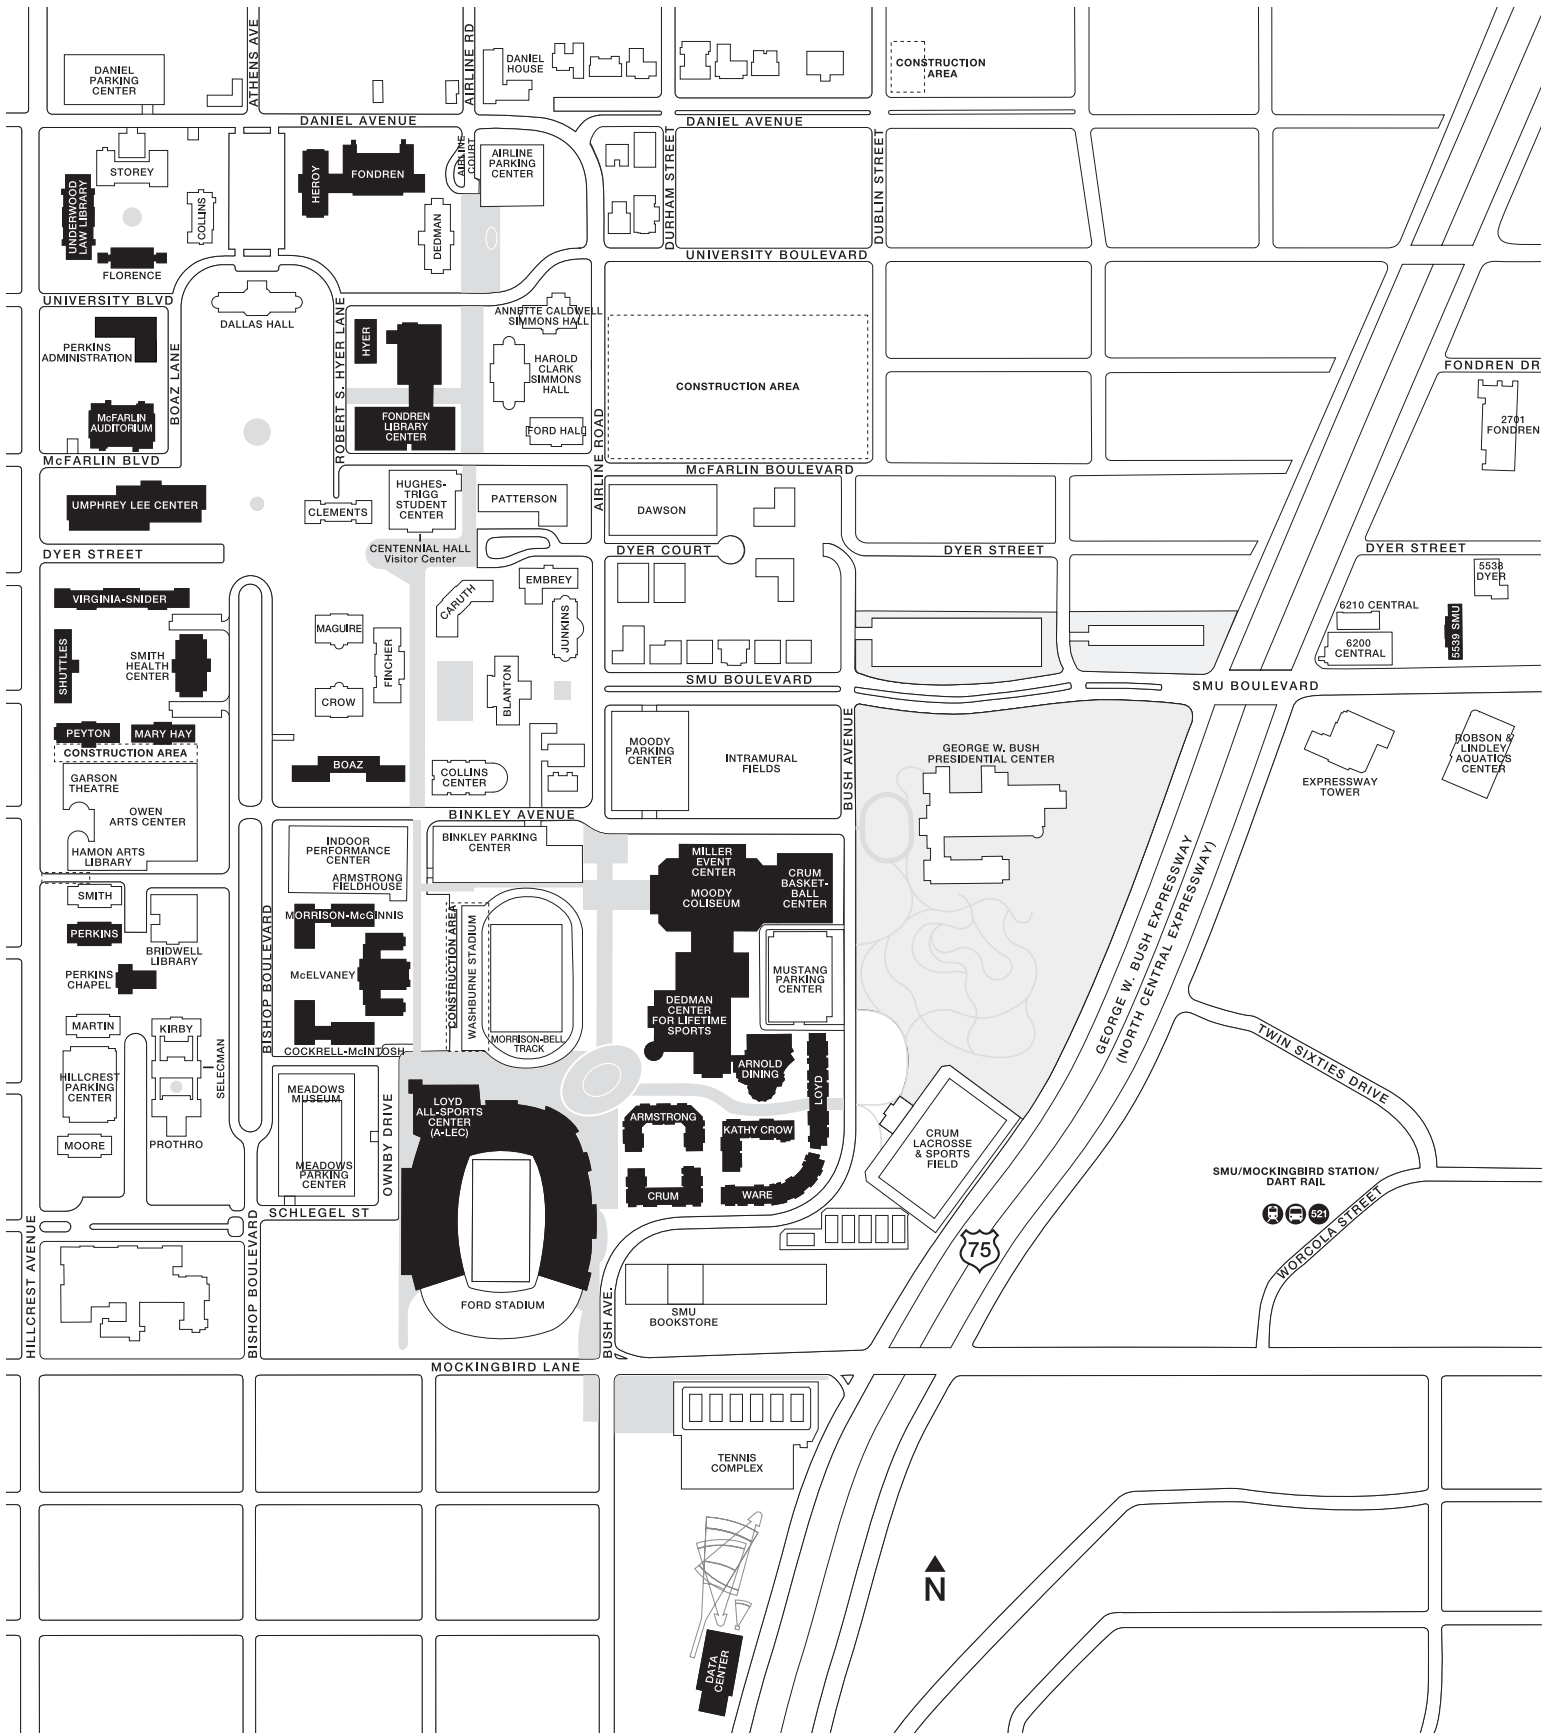 ATHENS AVE
AIRLINE RD
DANIEL
PARKING
CENTER
DANIEL
HOUSE
CONSTRUCTION
AREA
DANIEL AVENUE
DANIEL AVENUE
STOREY
HEROY
FONDREN
AIRLINE
COURT
AIRLINE
PARKING
CENTER
DURHAM STREET
DUBLIN STREET
UNDERWOOD
LAW LIBRARY
COLLINS
DEDMAN
FLORENCE
UNIVERSITY BOULEVARD
UNIVERSITY BLVD
DALLAS HALL
ANNETTE CALDWELL
SIMMONS HALL
PERKINS
ADMINISTRATION
BOAZ LANE
ROBERT S. HYER LANE
HYER
HAROLD
CLARK
SIMMONS
HALL
CONSTRUCTION AREA
FONDREN DR
McFARLIN
AUDITORIUM
FONDREN
LIBRARY
CENTER
FORD HALL
AIRLINE ROAD
2701
FONDREN
McFARLIN BLVD
McFARLIN BOULEVARD
UMPHREY LEE CENTER
CLEMENTS
HUGHES-
TRIGG
STUDENT
CENTER
PATTERSON
DAWSON
DYER STREET
CENTENNIAL HALL
Visitor Center
DYER COURT
DYER STREET
DYER STREET
5538
DYER
VIRGINIA-SNIDER
CARUTH
EMBREY
JUNKINS
6210 CENTRAL
6200
CENTRAL
5539 SMU
SHUTTLES
SMITH
HEALTH
CENTER
MAGUIRE
FINCHER
BLANTON
CROW
SMU BOULEVARD
SMU BOULEVARD
PEYTON
MARY HAY
CONSTRUCTION AREA
BOAZ
COLLINS
CENTER
MOODY
PARKING
CENTER
INTRAMURAL
FIELDS
BUSH AVENUE
GEORGE W. BUSH
PRESIDENTIAL CENTER
EXPRESSWAY
TOWER
ROBSON &
LINDLEY
AQUATICS
CENTER
GARSON
THEATRE
OWEN
ARTS CENTER
HAMON ARTS
LIBRARY
BINKLEY AVENUE
INDOOR
PERFORMANCE
CENTER
ARMSTRONG
FIELDHOUSE
BINKLEY PARKING
CENTER
MILLER
EVENT
CENTER
MOODY
COLISEUM
CRUM
BASKET-
BALL
CENTER
SMITH
PERKINS
BRIDWELL
LIBRARY
BISHOP BOULEVARD
MORRISON-McGINNIS
McELVANEY
CONSTRUCTION AREA
WASHBURNE STADIUM
MORRISON-BELL
TRACK
PERKINS
CHAPEL
MUSTANG
PARKING
CENTER
DEDMAN
CENTER
FOR LIFETIME
SPORTS
GEORGE W. BUSH EXPRESSWAY
(NORTH CENTRAL EXPRESSWAY)
MARTIN
KIRBY
SELECMAN
COCKRELL-McINTOSH
HILLCREST
PARKING
CENTER
MEADOWS
MUSEUM
OWNBY DRIVE
LOYD
ALL-SPORTS
CENTER
(A-LEC)
ARNOLD
DINING
LOYD
TWIN SIXTIES DRIVE
MOORE
PROTHRO
ARMSTRONG
KATHY CROW
CRUM
LACROSSE
& SPORTS
FIELD
MEADOWS
PARKING
CENTER
CRUM
WARE
SMU/MOCKINGBIRD STATION/
DART RAIL
521
WORCOLA STREET
SCHLEGEL ST
75
HILLCREST AVENUE
BISHOP BOULEVARD
FORD STADIUM
BUSH AVE.
SMU
BOOKSTORE
MOCKINGBIRD LANE
TENNIS
COMPLEX
N
DATA
CENTER